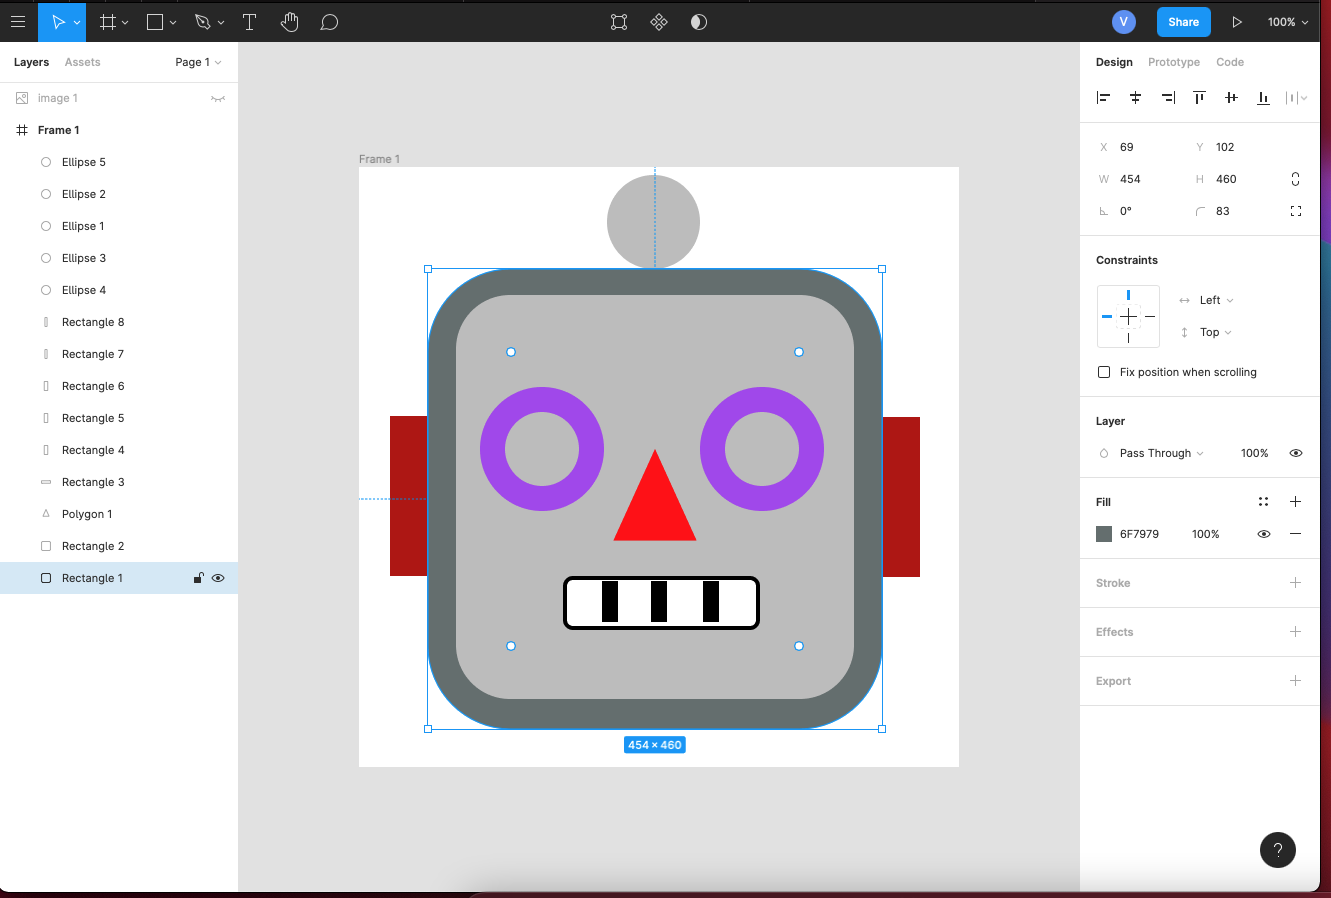 V
Share
100%
Layers
Assets
Page 1
image 1
Frame 1
Ellipse 5
Ellipse 2
Ellipse 1
Ellipse 3
Ellipse 4
Rectangle 8
Rectangle 7
Rectangle 6
Rectangle 5
Rectangle 4
Rectangle 3
Polygon 1
Rectangle 2
Rectangle 1
Frame 1
454 × 460
Design
Prototype
Code
X 69 Y 102
W 454 H 460
0° 83
Constraints
Left
Top
Fix position when scrolling
Layer
Pass Through 100%
Fill
6F7979 100%
Stroke
Effects
Export
?